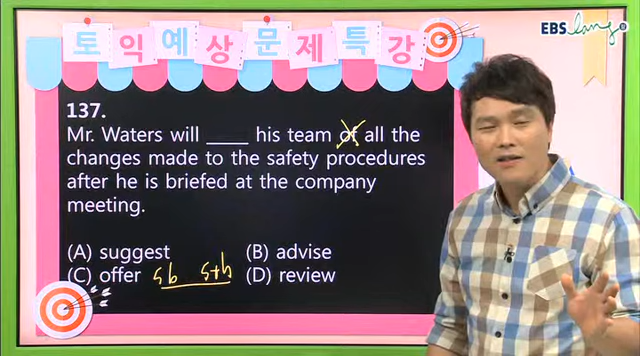 토익예상문제특강
EBS lang
137.
Mr. Waters will ____ his team of all the
changes made to the safety procedures
after he is briefed at the company
meeting.
(A) suggest (B) advise
(C) offer sb sth (D) review